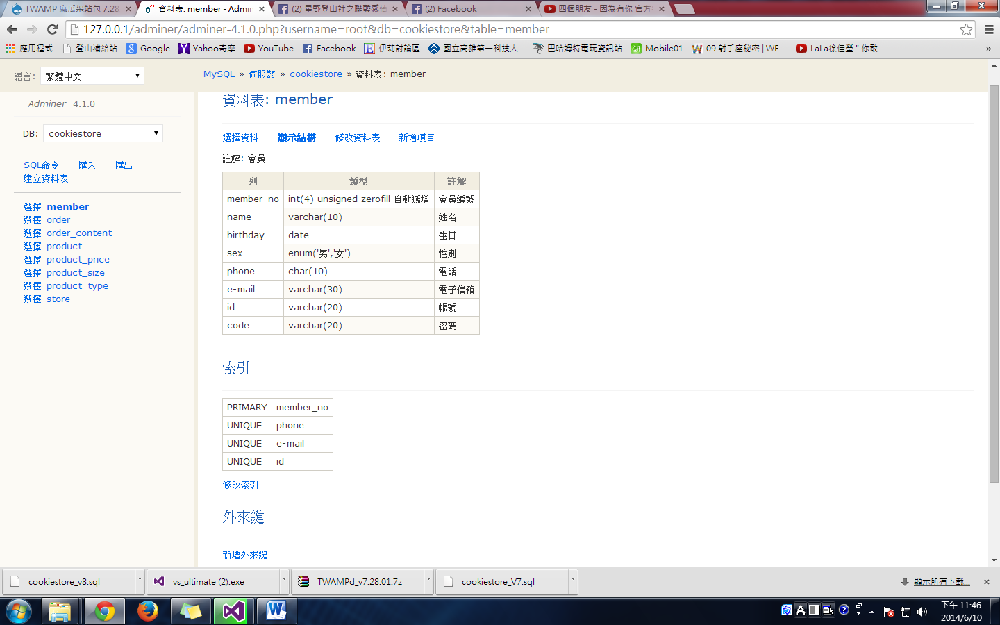 TWAMP 麻瓜架站包 7.28
資料表: member - Admin
(2) 星野登山社之聯繫感情
(2) Facebook
四個朋友 - 因為有你 官方
127.0.0.1/adminer/adminer-4.1.0.php?username=root&db=cookiestore&table=member
應用程式 登山補給站 Google Yahoo奇摩 YouTube Facebook 伊莉討論區 國立高雄第一科技大... 巴哈姆特電玩資訊站 Mobile01 09.射手座秘密 | WE... LaLa徐佳瑩 " 你敢... »
語言: 繁體中文
MySQL » 伺服器 » cookiestore » 資料表: member
Adminer 4.1.0
DB: cookiestore
SQL命令 匯入 匯出
建立資料表
選擇 member
選擇 order
選擇 order_content
選擇 product
選擇 product_price
選擇 product_size
選擇 product_type
選擇 store
資料表: member
選擇資料 顯示結構 修改資料表 新增項目
註解: 會員
列 類型 註解
member_no int(4) unsigned zerofill 自動遞增 會員編號
name varchar(10) 姓名
birthday date 生日
sex enum('男','女') 性別
phone char(10) 電話
e-mail varchar(30) 電子信箱
id varchar(20) 帳號
code varchar(20) 密碼
索引
PRIMARY member_no
UNIQUE phone
UNIQUE e-mail
UNIQUE id
修改索引
外來鍵
新增外來鍵
cookiestore_v8.sql vs_ultimate (2).exe TWAMPd_v7.28.01.7z cookiestore_V7.sql 顯示所有下載...
下午 11:46
2014/6/10